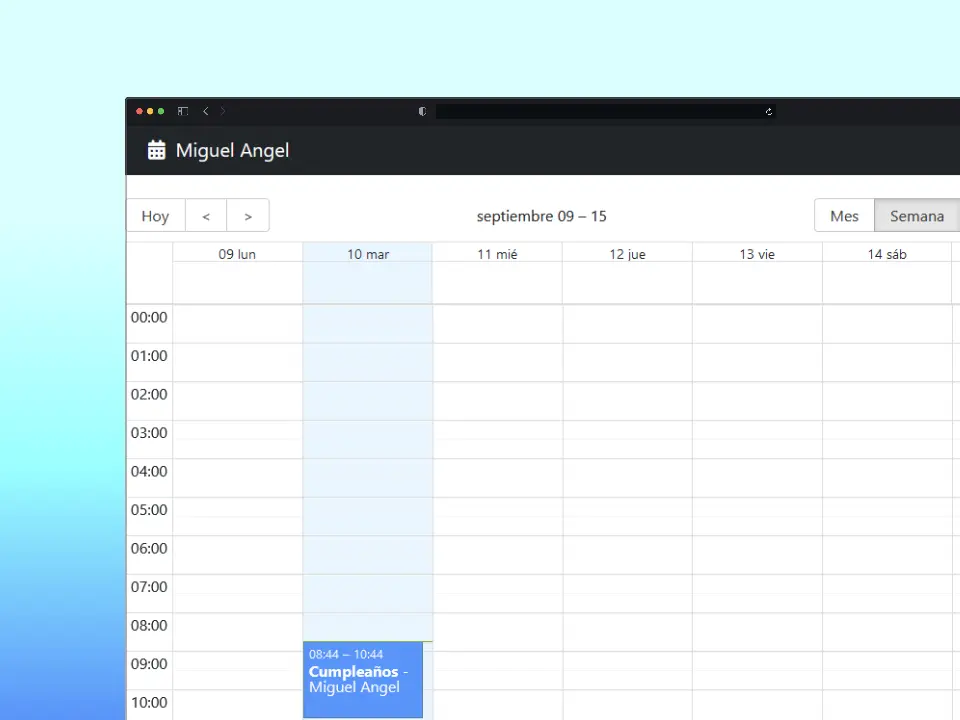 Miguel Angel
Hoy < > septiembre 09 – 15 Mes Semana
09 lun 10 mar 11 mié 12 jue 13 vie 14 sáb
00:00
01:00
02:00
03:00
04:00
05:00
06:00
07:00
08:00
08:44 – 10:44
09:00
Cumpleaños -
Miguel Angel
10:00